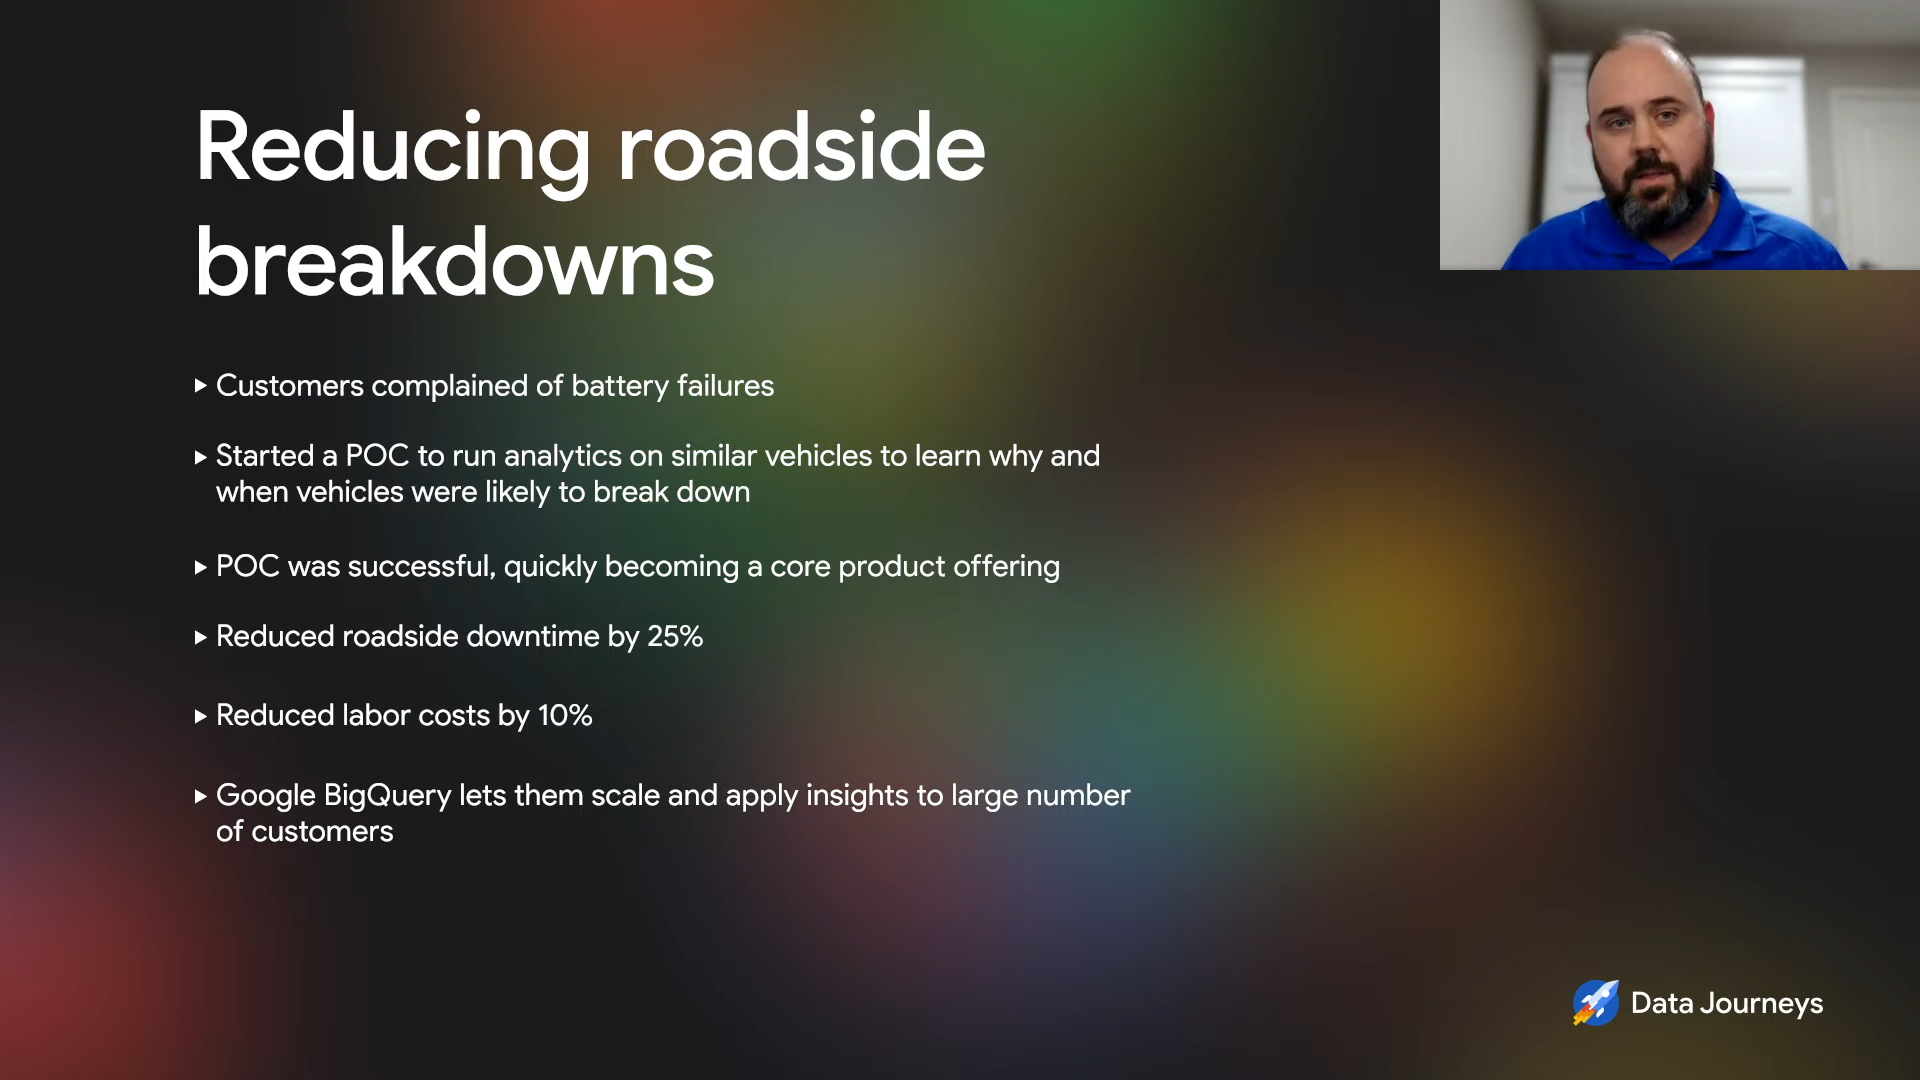 Reducing roadside
breakdowns
Customers complained of battery failures
Started a POC to run analytics on similar vehicles to learn why and
when vehicles were likely to break down
POC was successful, quickly becoming a core product offering
Reduced roadside downtime by 25%
Reduced labor costs by 10%
Google BigQuery lets them scale and apply insights to large number
of customers
Data Journeys